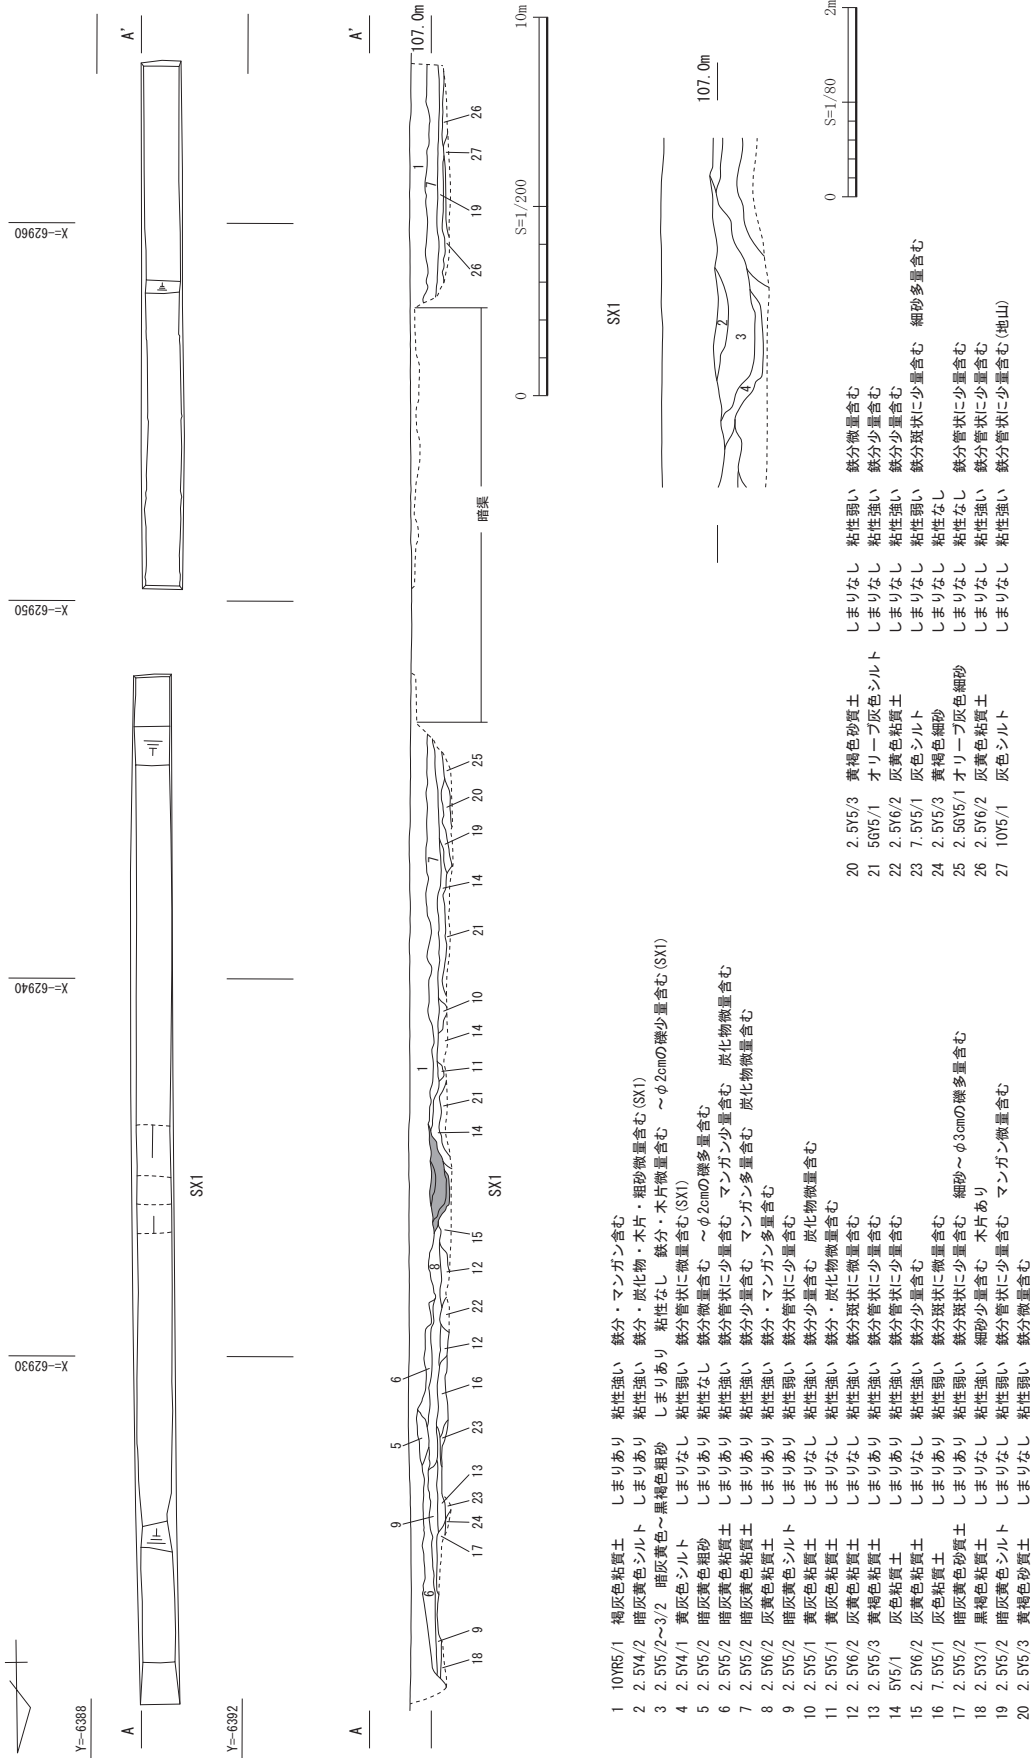 Y=-6388
Y=-6392
X=-62930
X=-62940
X=-62950
X=-62960
A
A'
SX1
A
A'
107.0m
5
6
1
1
6
9
8
7
7
18
9
17
24
23
13
23
16
12
22
12
15
14
21
11
14
10
21
14
19
20
25
26
19
27
26
SX1
暗渠
0
S=1/200
10m
SX1
107.0m
2
3
4
0
S=1/80
2m
1 10YR5/1 褐灰色粘質土 しまりあり 粘性強い 鉄分・マンガン含む
2 2.5Y4/2 暗灰黄色シルト しまりあり 粘性強い 鉄分・炭化物・木片・粗砂微量含む(SX1)
3 2.5Y5/2~3/2 暗灰黄色~黒褐色粗砂 しまりあり 粘性なし 鉄分・木片微量含む ~φ2cmの礫少量含む(SX1)
4 2.5Y4/1 黄灰色シルト しまりなし 粘性弱い 鉄分管状に微量含む(SX1)
5 2.5Y5/2 暗灰黄色粗砂 しまりあり 粘性なし 鉄分微量含む ~φ2cmの礫多量含む
6 2.5Y5/2 暗灰黄色粘質土 しまりあり 粘性強い 鉄分管状に少量含む マンガン少量含む 炭化物微量含む
7 2.5Y5/2 暗灰黄色粘質土 しまりあり 粘性強い 鉄分少量含む マンガン多量含む 炭化物微量含む
8 2.5Y6/2 灰黄色粘質土 しまりあり 粘性強い 鉄分・マンガン多量含む
9 2.5Y5/2 暗灰黄色シルト しまりあり 粘性弱い 鉄分管状に少量含む
10 2.5Y5/1 黄灰色粘質土 しまりなし 粘性強い 鉄分少量含む 炭化物微量含む
11 2.5Y5/1 黄灰色粘質土 しまりなし 粘性強い 鉄分・炭化物微量含む
12 2.5Y6/2 灰黄色粘質土 しまりなし 粘性強い 鉄分斑状に微量含む
13 2.5Y5/3 黄褐色粘質土 しまりあり 粘性強い 鉄分管状に少量含む
14 5Y5/1 灰色粘質土 しまりあり 粘性強い 鉄分管状に少量含む
15 2.5Y6/2 灰黄色粘質土 しまりなし 粘性強い 鉄分少量含む
16 7.5Y5/1 灰色粘質土 しまりあり 粘性弱い 鉄分斑状に微量含む
17 2.5Y5/2 暗灰黄色砂質土 しまりあり 粘性弱い 鉄分斑状に少量含む 細砂~φ3cmの礫多量含む
18 2.5Y3/1 黒褐色粘質土 しまりなし 粘性強い 細砂少量含む 木片あり
19 2.5Y5/2 暗灰黄色シルト しまりなし 粘性弱い 鉄分管状に少量含む マンガン微量含む
20 2.5Y5/3 黄褐色砂質土 しまりなし 粘性弱い 鉄分微量含む
20 2.5Y5/3 黄褐色砂質土 しまりなし 粘性弱い 鉄分微量含む
21 5GY5/1 オリーブ灰色シルト しまりなし 粘性強い 鉄分少量含む
22 2.5Y6/2 灰黄色粘質土 しまりなし 粘性強い 鉄分少量含む
23 7.5Y5/1 灰色シルト しまりなし 粘性弱い 鉄分斑状に少量含む 細砂多量含む
24 2.5Y5/3 黄褐色細砂 しまりなし 粘性なし
25 2.5GY5/1 オリーブ灰色細砂 しまりなし 粘性なし 鉄分管状に少量含む
26 2.5Y6/2 灰黄色粘質土 しまりなし 粘性強い 鉄分管状に少量含む
27 10Y5/1 灰色シルト しまりなし 粘性強い 鉄分管状に少量含む(地山)